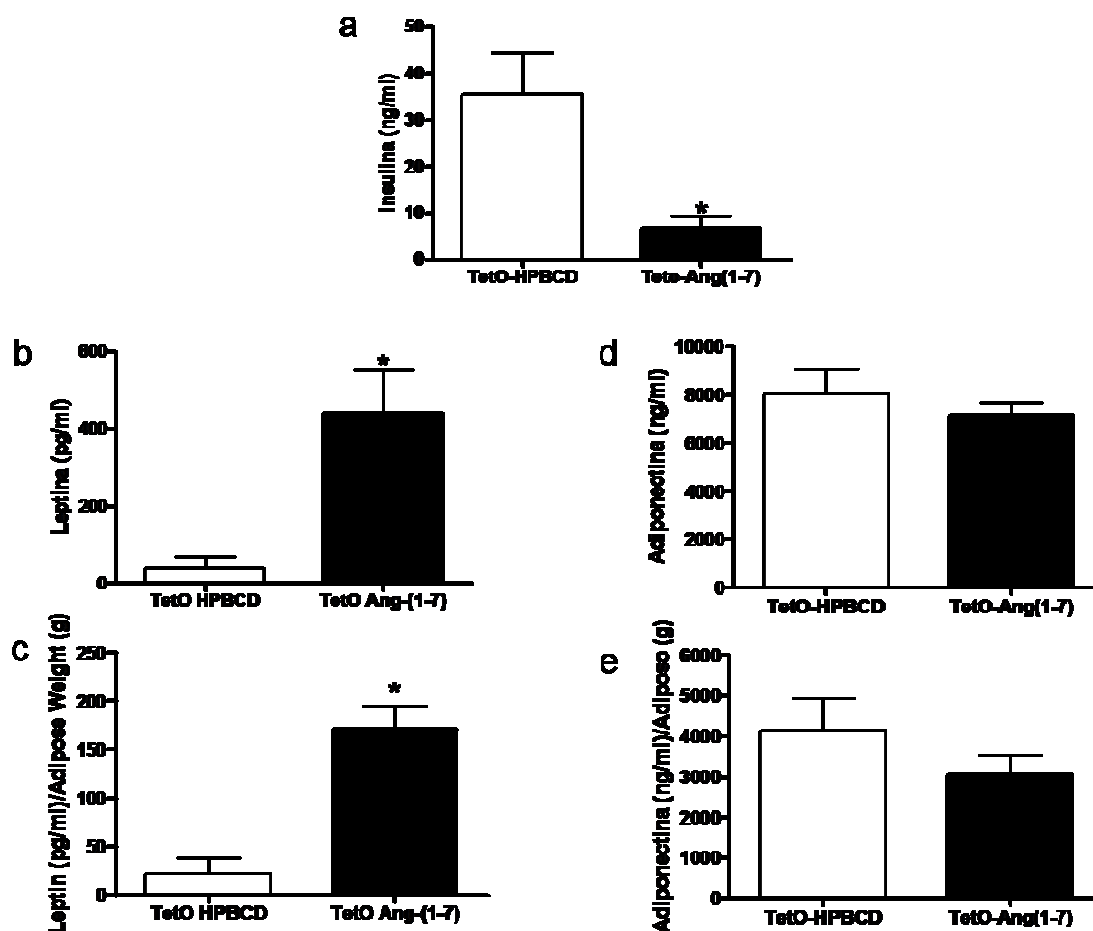 a
Insulina (ng/ml)
50
40
30
20
10
0
*
TetO-HPBCD
Teto-Ang(1-7)
b
Leptina (pg/ml)
600
400
200
0
*
TetO HPBCD
TetO Ang-(1-7)
d
Adiponectina (ng/ml)
10000
8000
6000
4000
2000
0
TetO-HPBCD
TetO-Ang(1-7)
c
Leptin (pg/ml)/Adipose Weight (g)
250
200
150
100
50
0
*
TetO HPBCD
TetO Ang-(1-7)
e
Adiponectina (ng/ml)/Adiposo (g)
6000
5000
4000
3000
2000
1000
0
TetO-HPBCD
TetO-Ang(1-7)